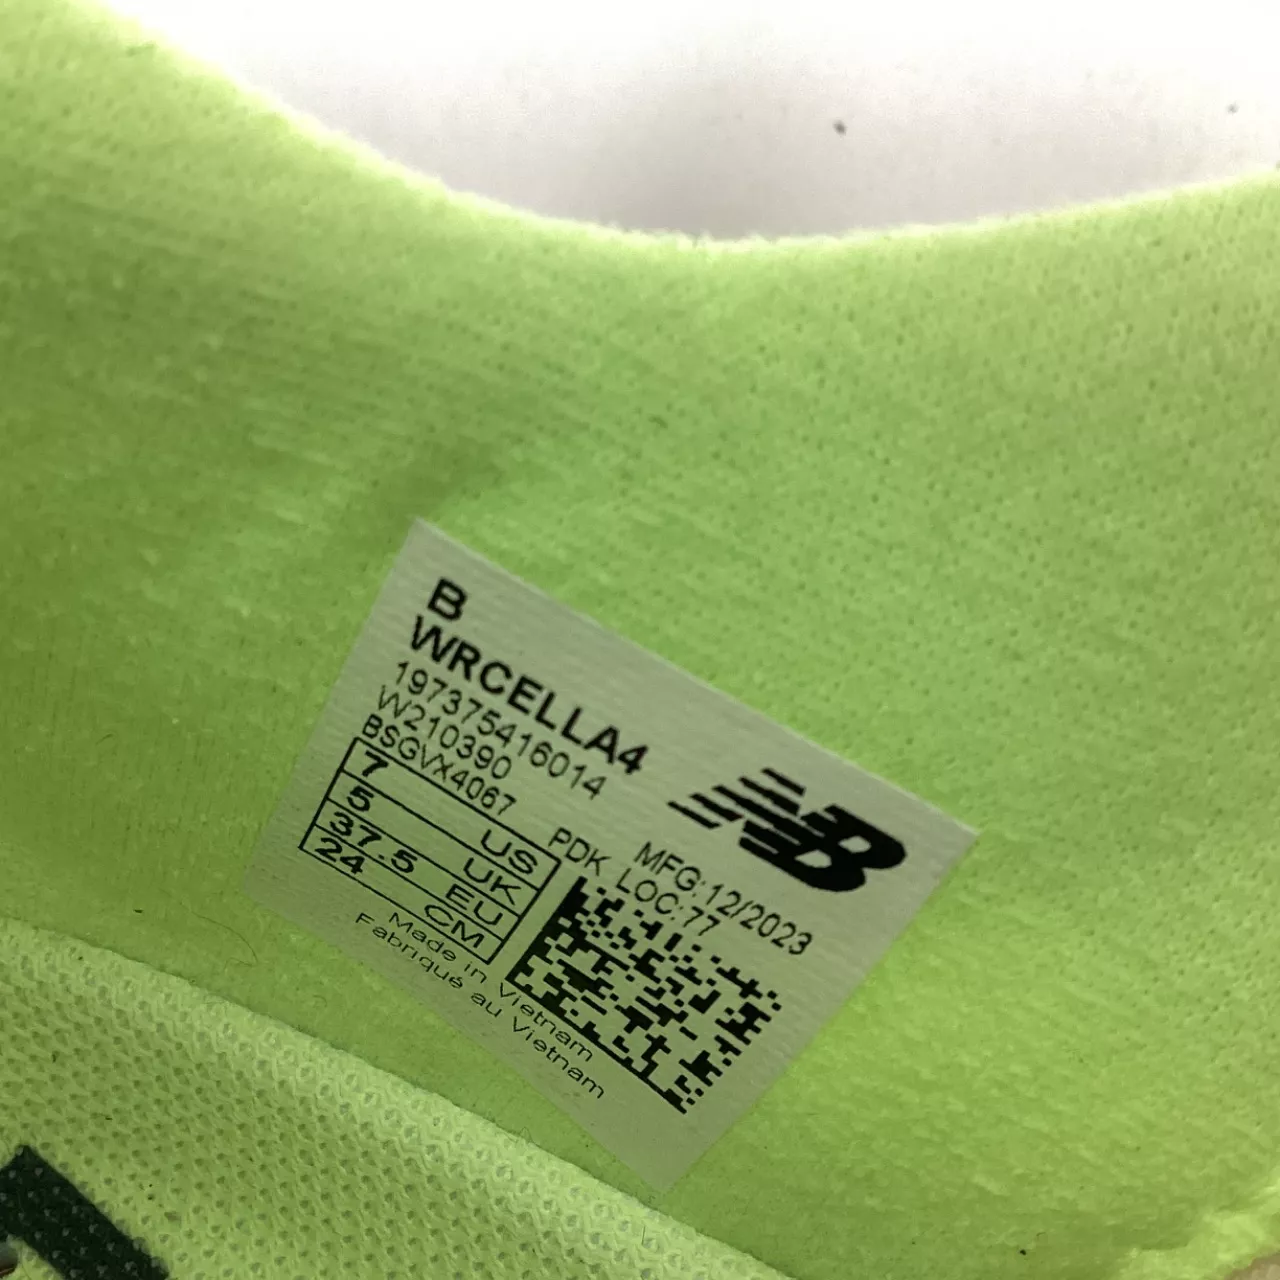 B
WRCELLA4
197375416014
W210390
BSGVX4067
7 US
5 UK
37.5 EU
24 CM
NB
MFG:12/2023
PDK LOC:77
Made in Vietnam
Fabriqué au Vietnam